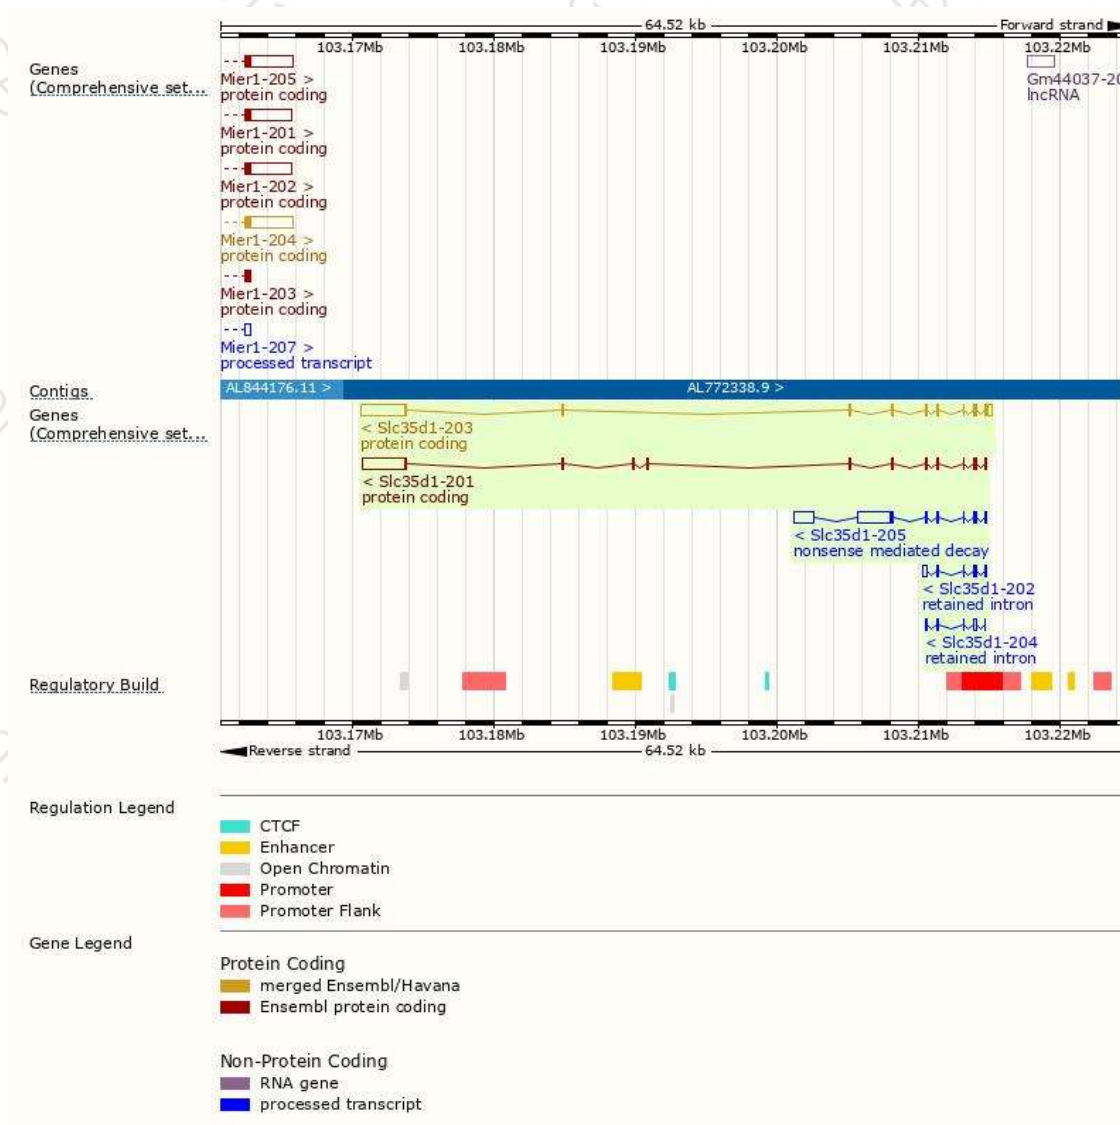 64.52 kb
Forward strand
103.17Mb 103.18Mb 103.19Mb 103.20Mb 103.21Mb 103.22Mb
Genes
(Comprehensive set...
Mier1-205 >
protein coding
Gm44037-20
lncRNA
Mier1-201 >
protein coding
Mier1-202 >
protein coding
Mier1-204 >
protein coding
Mier1-203 >
protein coding
Mier1-207 >
processed transcript
Contigs
AL844176.11 > AL772338.9 >
Genes
(Comprehensive set...
< Slc35d1-203
protein coding
< Slc35d1-201
protein coding
< Slc35d1-205
nonsense mediated decay
< Slc35d1-202
retained intron
< Slc35d1-204
retained intron
Regulatory Build
103.17Mb 103.18Mb 103.19Mb 103.20Mb 103.21Mb 103.22Mb
Reverse strand 64.52 kb
Regulation Legend
CTCF
Enhancer
Open Chromatin
Promoter
Promoter Flank
Gene Legend
Protein Coding
merged Ensembl/Havana
Ensembl protein coding
Non-Protein Coding
RNA gene
processed transcript